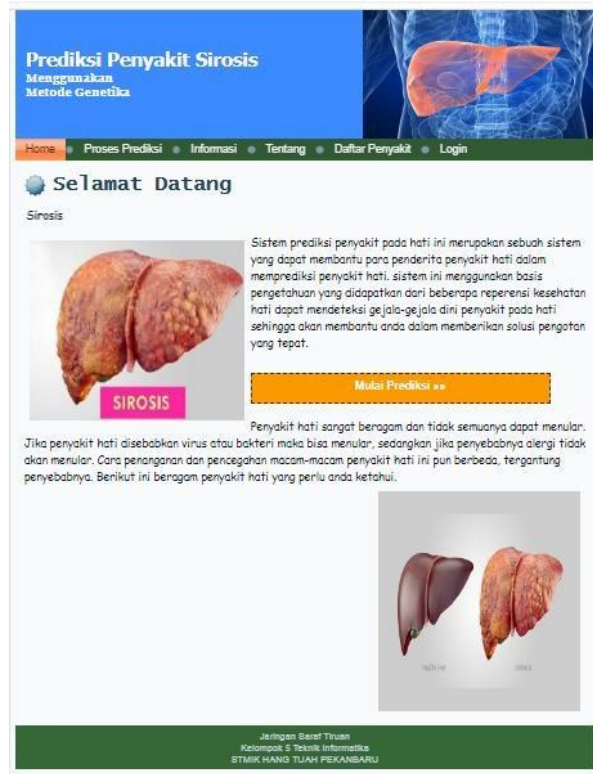 Prediksi Penyakit Sirosis
Menggunakan
Metode Genetika
Home Proses Prediksi Informasi Tentang Daftar Penyakit Login
Selamat Datang
Sirosis
Sistem prediksi penyakit pada hati ini merupakan sebuah sistem
yang dapat membantu para penderita penyakit hati dalam
memprediksi penyakit hati. sistem ini menggunakan basis
pengetahuan yang didapatkan dari beberapa reperensi kesehatan
hati dapat mendeteksi gejala-gejala dini penyakit pada hati
sehingga akan membantu anda dalam memberikan solusi pengotan
yang tepat.
SIROSIS
Mulai Prediksi »»
Penyakit hati sangat beragam dan tidak semuanya dapat menular.
Jika penyakit hati disebabkan virus atau bakteri maka bisa menular, sedangkan jika penyebabnya alergi tidak
akan menular. Cara penanganan dan pencegahan macam-macam penyakit hati ini pun berbeda, tergantung
penyebabnya. Berikut ini beragam penyakit hati yang perlu anda ketahui.
Jaringan Saraf Tiruan
Kelompok 5 Teknik Informatika
STMIK HANG TUAH PEKANBARU